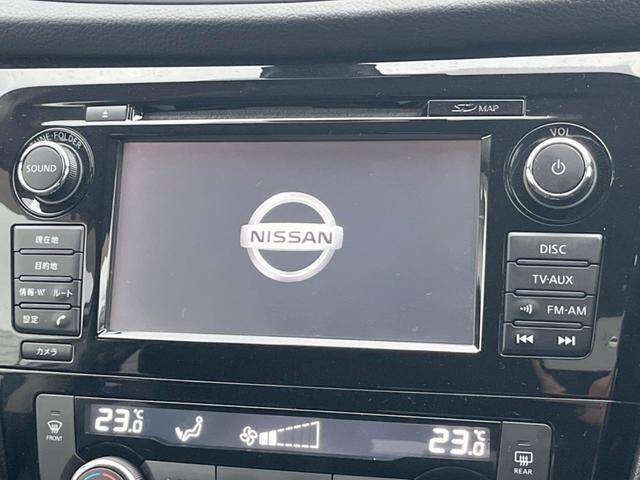 SD MAP
TUNE·FOLDER
VOL
SOUND
NISSAN
現在地
目的地
情報・VV ルート
設定
カメラ
DISC
TV·AUX
FM·AM
23.0℃
23.0℃
FRONT
REAR